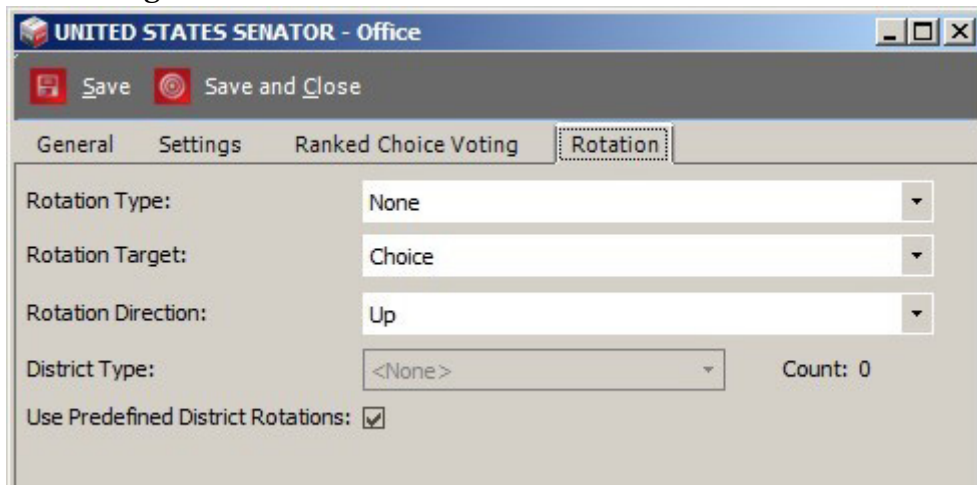 UNITED STATES SENATOR - Office
Save Save and Close
General Settings Ranked Choice Voting Rotation
Rotation Type: None
Rotation Target: Choice
Rotation Direction: Up
District Type: <None> Count: 0
Use Predefined District Rotations: